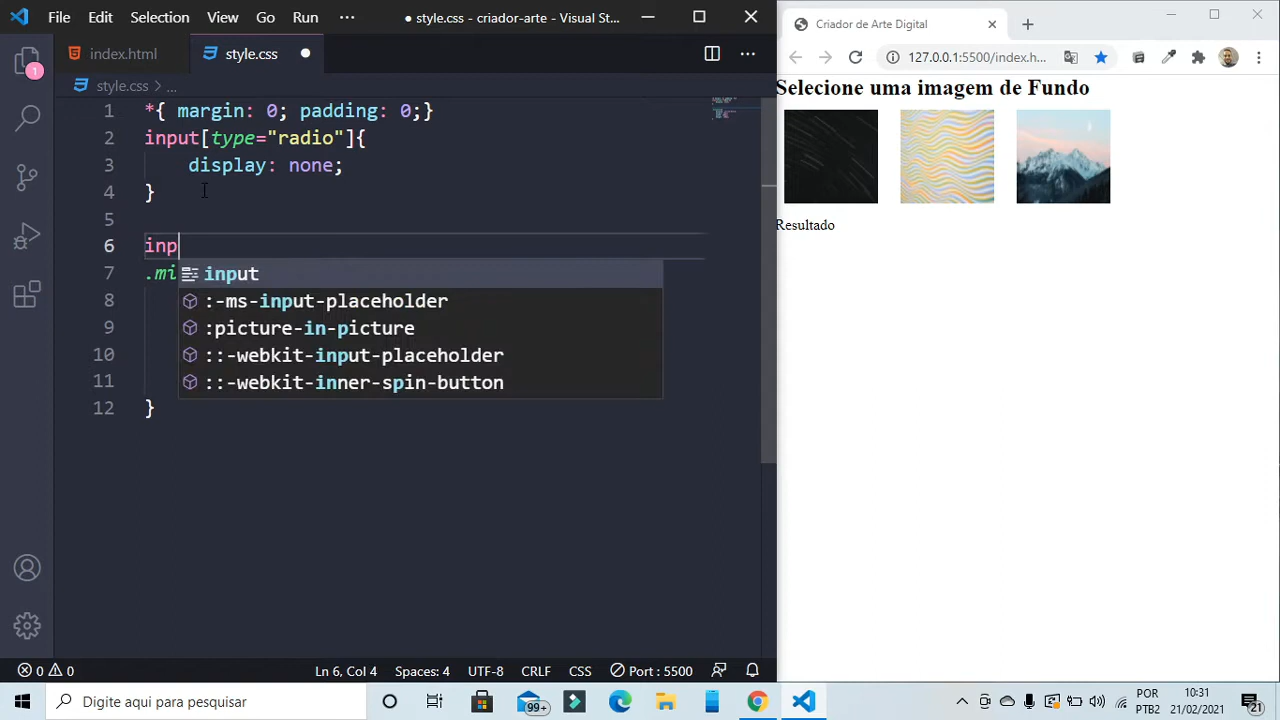 File Edit Selection View Go Run ··· ● style.css - criador-arte - Visual St...
index.html style.css ●
style.css > ...
1 *{ margin: 0; padding: 0;}
2 input[type="radio"]{
3 display: none;
4 }
5
6 inp
7 .mi
8
9
10
11
12 }
input
:-ms-input-placeholder
:picture-in-picture
::-webkit-input-placeholder
::-webkit-inner-spin-button
1
0 0 Ln 6, Col 4 Spaces: 4 UTF-8 CRLF CSS Port : 5500
Criador de Arte Digital
127.0.0.1:5500/index.h...
Selecione uma imagem de Fundo
Resultado
Digite aqui para pesquisar
99+
POR
PTB2
10:31
21/02/2021
21